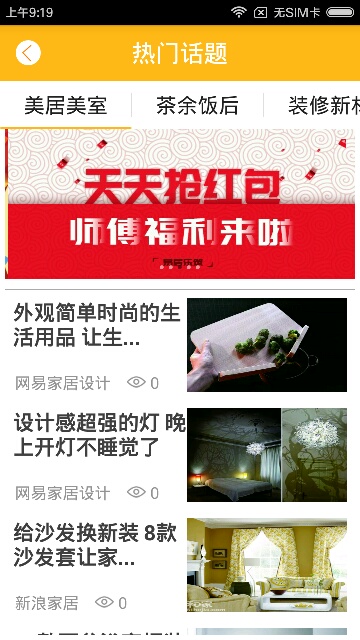 上午9:19
无SIM卡
热门话题
美居美室
茶余饭后
装修新
天天抢红包
师傅福利来啦
外观简单时尚的生
活用品 让生...
网易家居设计
0
设计感超强的灯 晚
上开灯不睡觉了
网易家居设计
0
给沙发换新装 8款
沙发套让家...
新浪家居
0